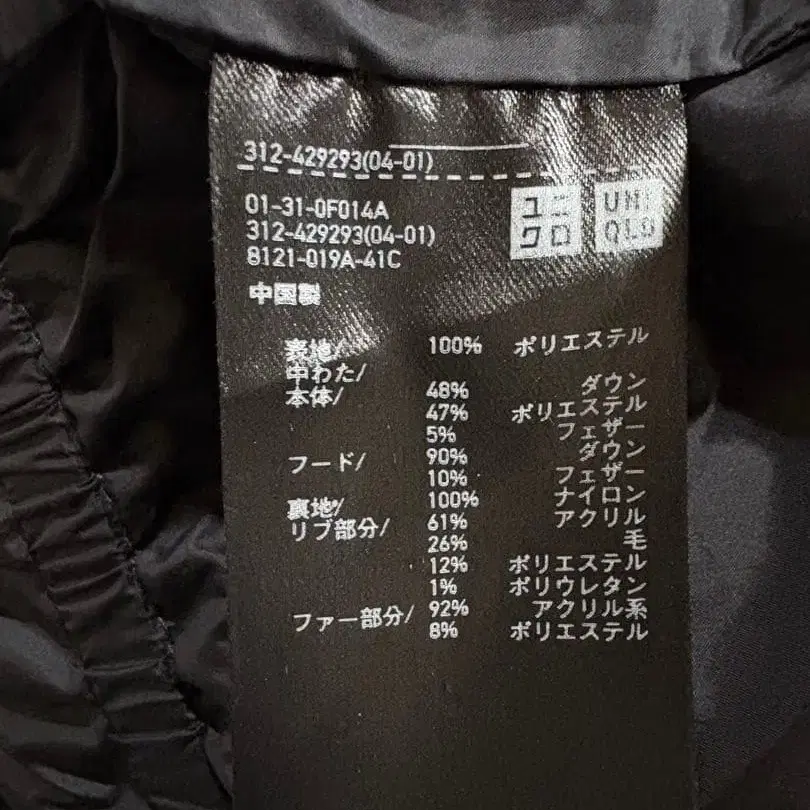 312-429293(04-01)
01-31-0F014A
312-429293(04-01)
8121-019A-41C
中国製
ユニ
クロ
UNI
QLO
表地/ 100% ポリエステル
中わた/
本体/ 48% ダウン
47% ポリエステル
5% フェザー
フード/ 90% ダウン
10% フェザー
裏地/ 100% ナイロン
リブ部分/ 61% アクリル
26% 毛
12% ポリエステル
1% ポリウレタン
ファー部分/ 92% アクリル系
8% ポリエステル